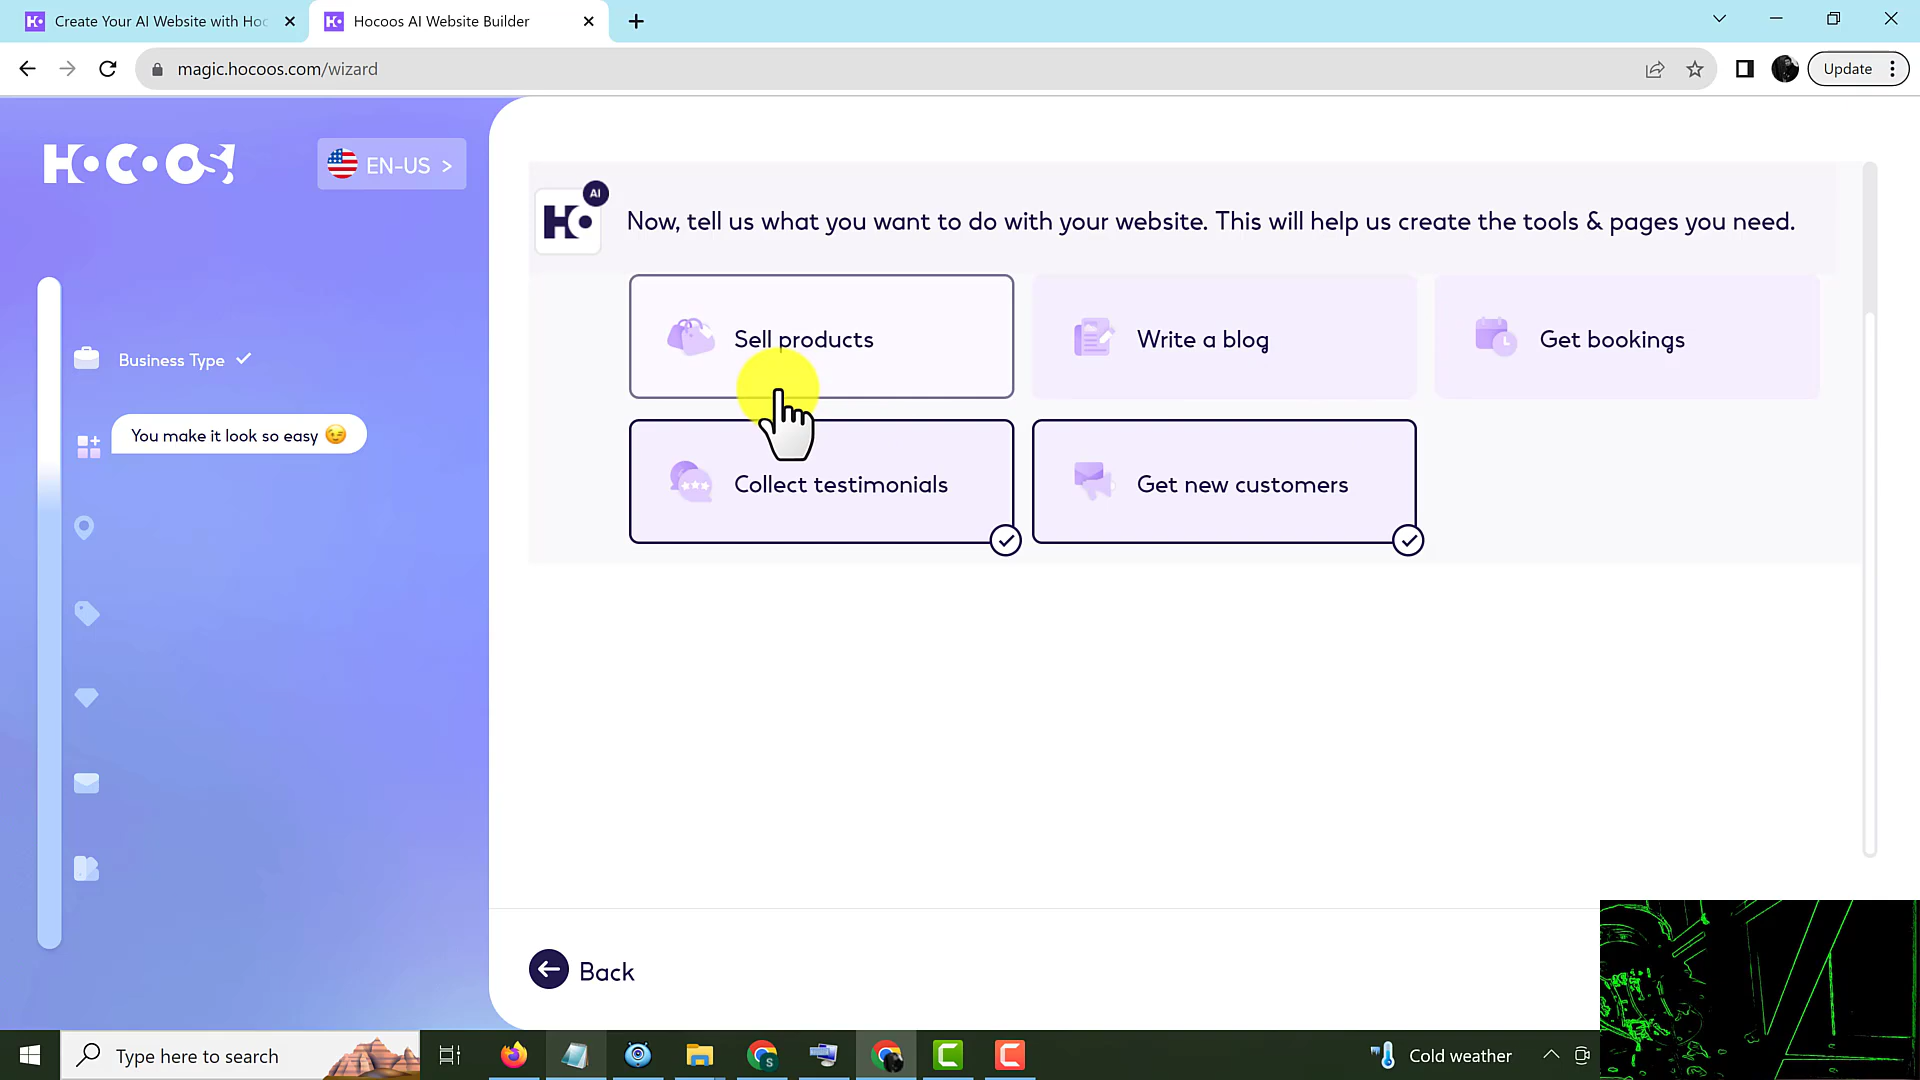 Create Your AI Website with Hoc
Hocoos AI Website Builder
magic.hocoos.com/wizard
Update
HOCOOS!
EN-US >
AI
HO
Now, tell us what you want to do with your website. This will help us create the tools & pages you need.
Sell products
Write a blog
Get bookings
Business Type
You make it look so easy 😉
Collect testimonials
Get new customers
Back
Type here to search
Cold weather